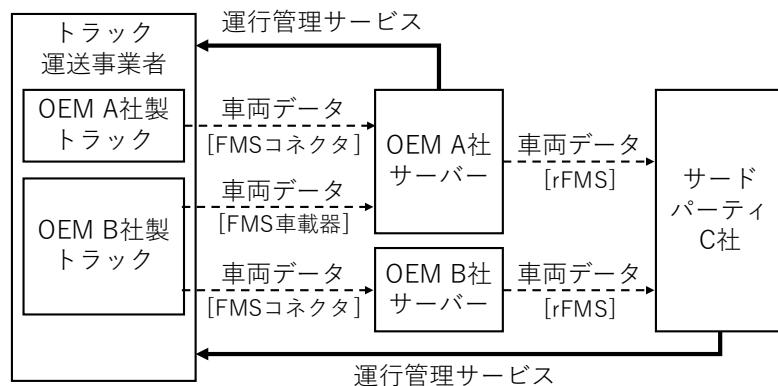 運行管理サービス
トラック
運送事業者
OEM A社製
トラック
車両データ
[FMSコネクタ]
OEM A社
サーバー
車両データ
[rFMS]
サード
パーティ
C社
OEM B社製
トラック
車両データ
[FMS車載器]
車両データ
[FMSコネクタ]
OEM B社
サーバー
車両データ
[rFMS]
運行管理サービス